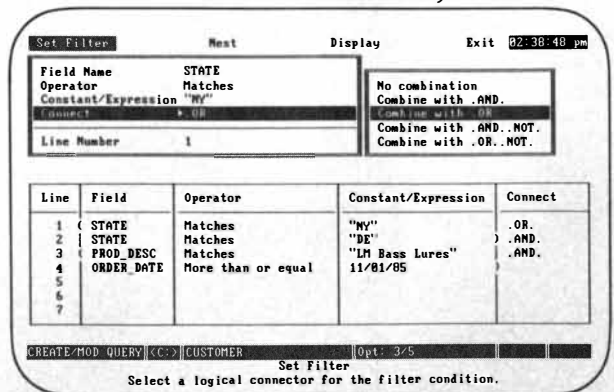 Set Filter Nest Display Exit 02:38:48 pm
Field Name STATE
Operator Matches
Constant/Expression "NY"
Connect ▶.OR
Line Number 1
No combination
Combine with .AND.
Combine with .OR
Combine with .AND..NOT.
Combine with .OR..NOT.
Line Field Operator Constant/Expression Connect
1 ( STATE Matches "NY" .OR.
2 STATE Matches "DE" ) .AND.
3 ( PROD_DESC Matches "LM Bass Lures" .AND.
4 ORDER_DATE More than or equal 11/01/85 )
5
6
7
CREATE/MOD QUERY <C:> CUSTOMER Opt: 3/5
Set Filter
Select a logical connector for the filter condition.